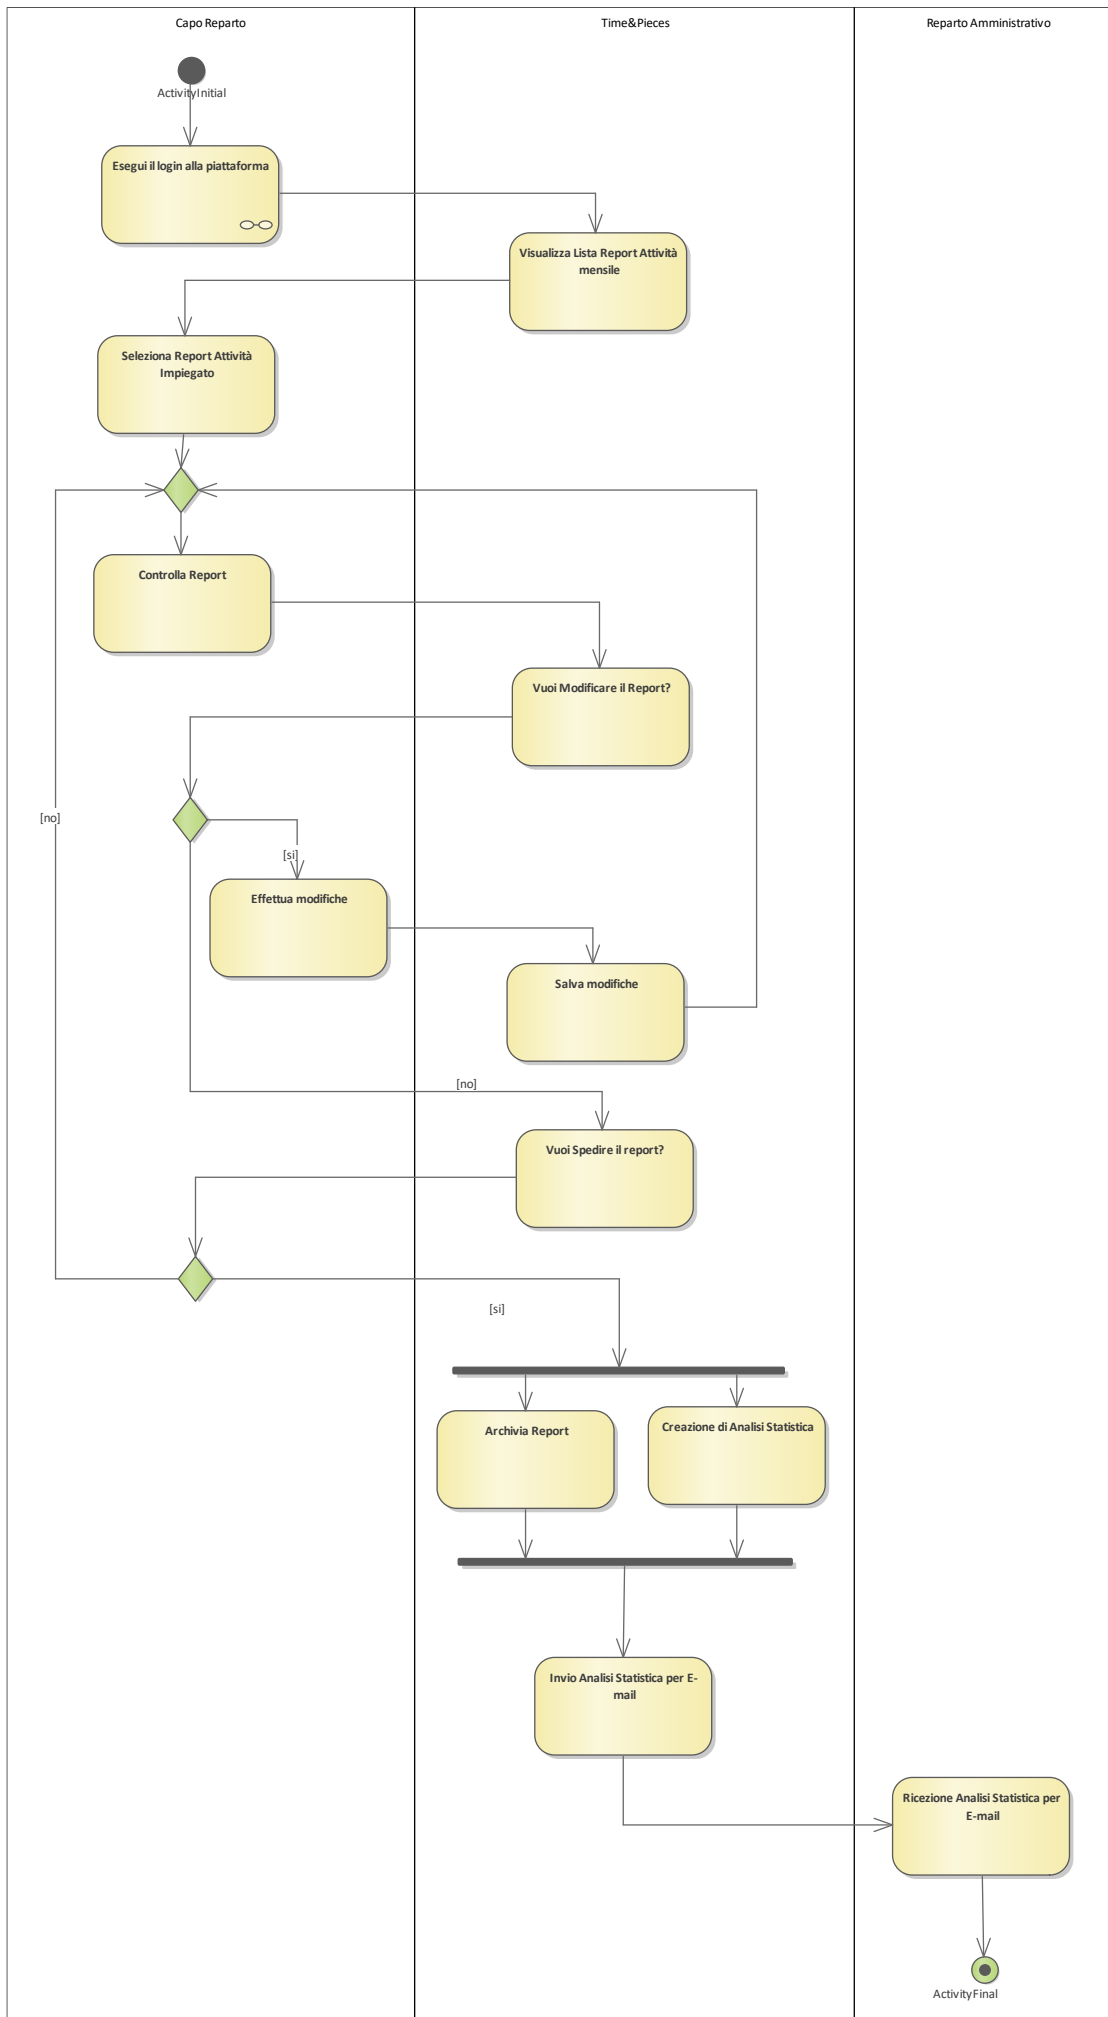 Capo Reparto
Time&Pieces
Reparto Amministrativo
ActivityInitial
Esegui il login alla piattaforma
Visualizza Lista Report Attività
mensile
Seleziona Report Attività
Impiegato
Controlla Report
Vuoi Modificare il Report?
[no]
[si]
Effettua modifiche
Salva modifiche
[no]
Vuoi Spedire il report?
[si]
Archivia Report
Creazione di Analisi Statistica
Invio Analisi Statistica per E-
mail
Ricezione Analisi Statistica per
E-mail
ActivityFinal